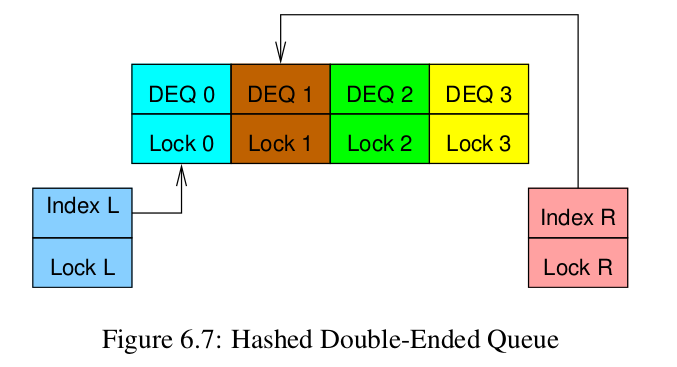 DEQ 0 DEQ 1 DEQ 2 DEQ 3
Lock 0 Lock 1 Lock 2 Lock 3
Index L
Lock L
Index R
Lock R
Figure 6.7: Hashed Double-Ended Queue